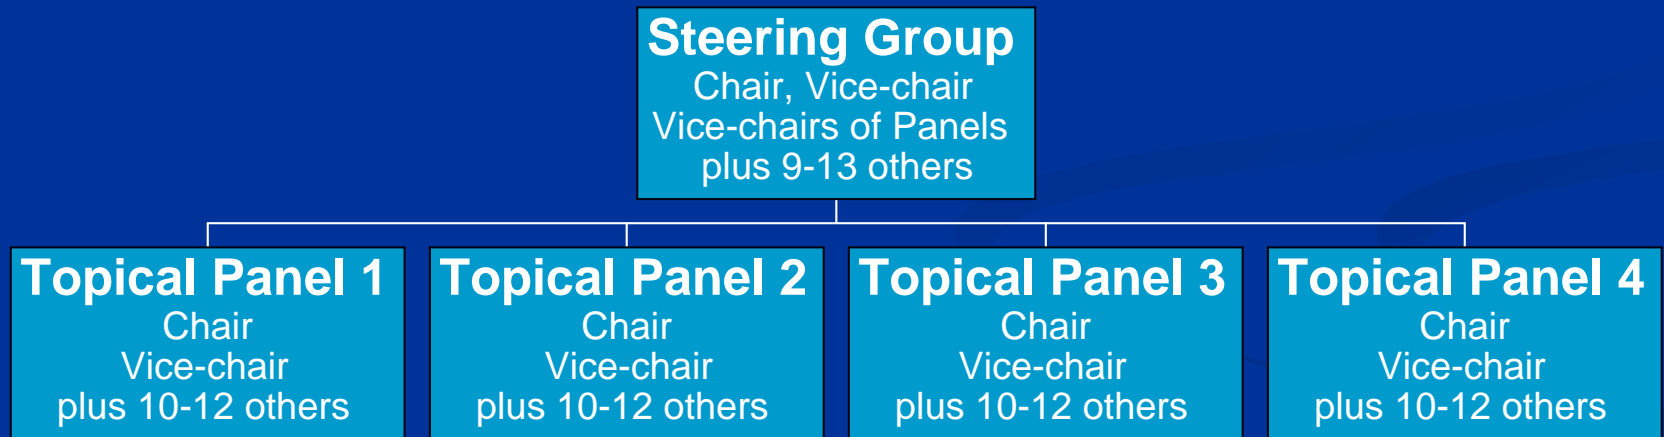 Steering Group
Chair, Vice-chair
Vice-chairs of Panels
plus 9-13 others
Topical Panel 1
Chair
Vice-chair
plus 10-12 others
Topical Panel 2
Chair
Vice-chair
plus 10-12 others
Topical Panel 3
Chair
Vice-chair
plus 10-12 others
Topical Panel 4
Chair
Vice-chair
plus 10-12 others